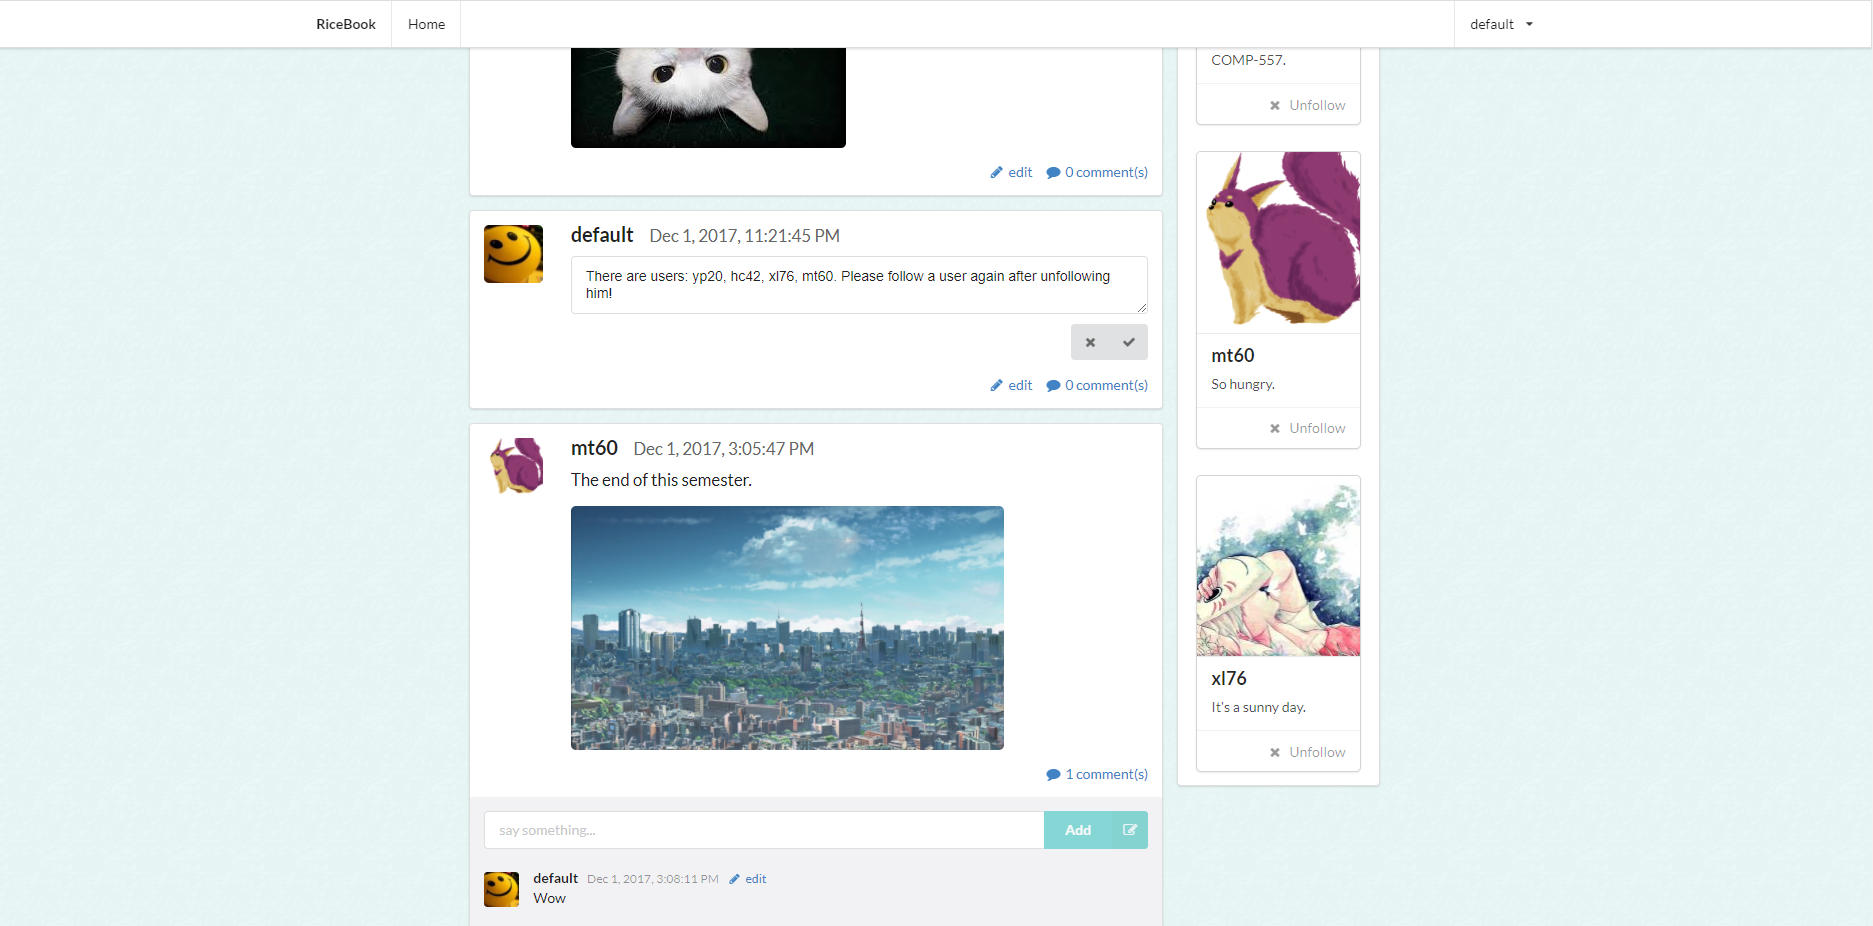 RiceBook
Home
default
COMP-557.
Unfollow
edit 0 comment(s)
default Dec 1, 2017, 11:21:45 PM
There are users: yp20, hc42, xl76, mt60. Please follow a user again after unfollowing
him!
edit 0 comment(s)
mt60 Dec 1, 2017, 3:05:47 PM
The end of this semester.
1 comment(s)
say something...
Add
default Dec 1, 2017, 3:08:11 PM edit
Wow
mt60
So hungry.
Unfollow
xl76
It's a sunny day.
Unfollow